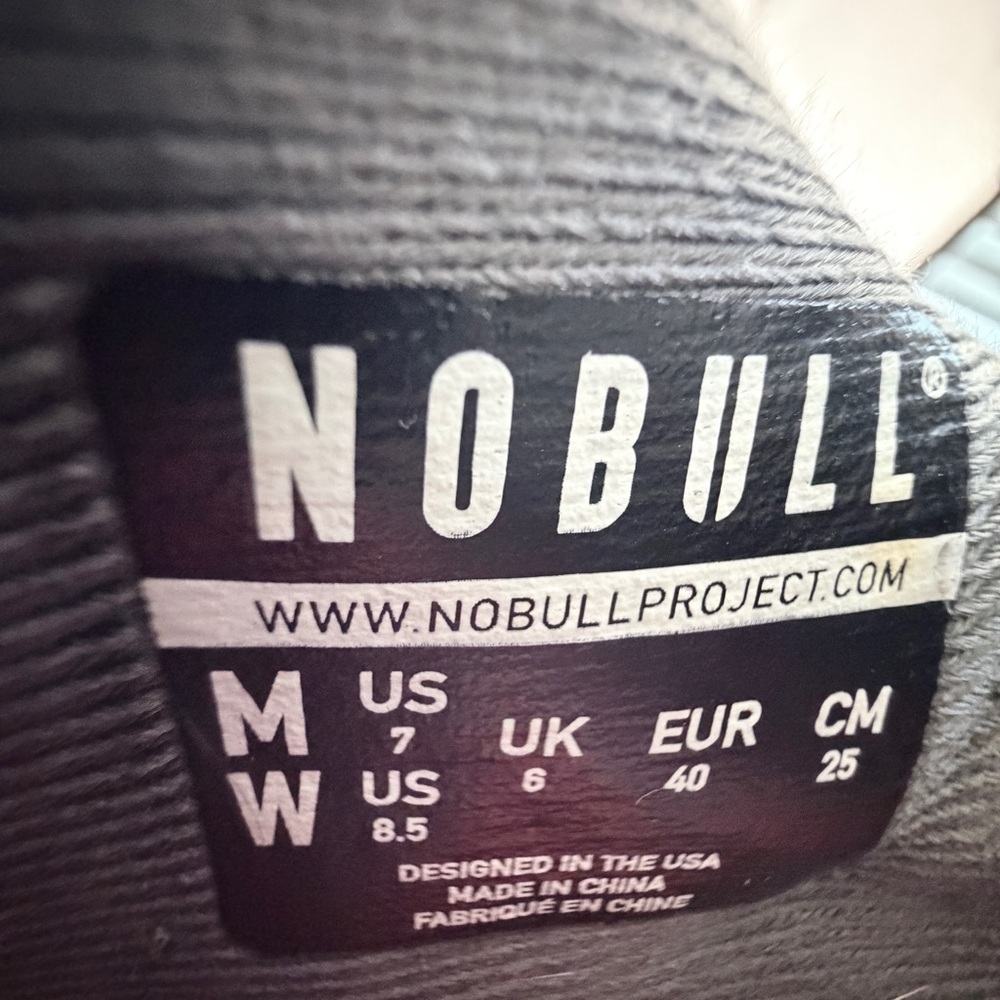 NOBULL®
WWW.NOBULLPROJECT.COM
M US 7
W US 8.5
UK 6
EUR 40
CM 25
DESIGNED IN THE USA
MADE IN CHINA
FABRIQUÉ EN CHINE